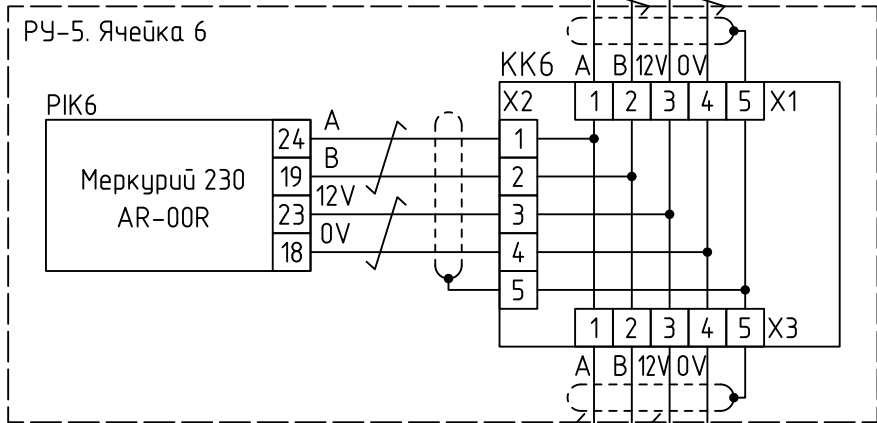 РУ-5. Ячейка 6
КК6
A B 12V 0V
X2
1 2 3 4 5
X1
PIK6
Меркурий 230
AR-00R
24
A
19
B
23
12V
18
0V
1
2
3
4
5
1 2 3 4 5
X3
A B 12V 0V